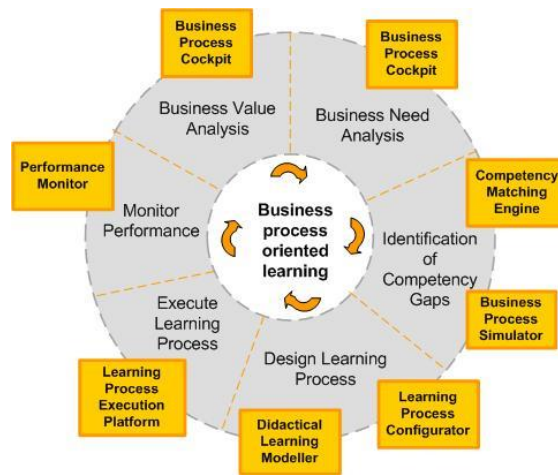 Business
Process
Cockpit
Business
Process
Cockpit
Business Value
Analysis
Business Need
Analysis
Performance
Monitor
Competency
Matching
Engine
Monitor
Performance
Business
process
oriented
learning
Identification
of
Competency
Gaps
Business
Process
Simulator
Execute
Learning
Process
Design Learning
Process
Learning
Process
Execution
Platform
Didactical
Learning
Modeller
Learning
Process
Configurator